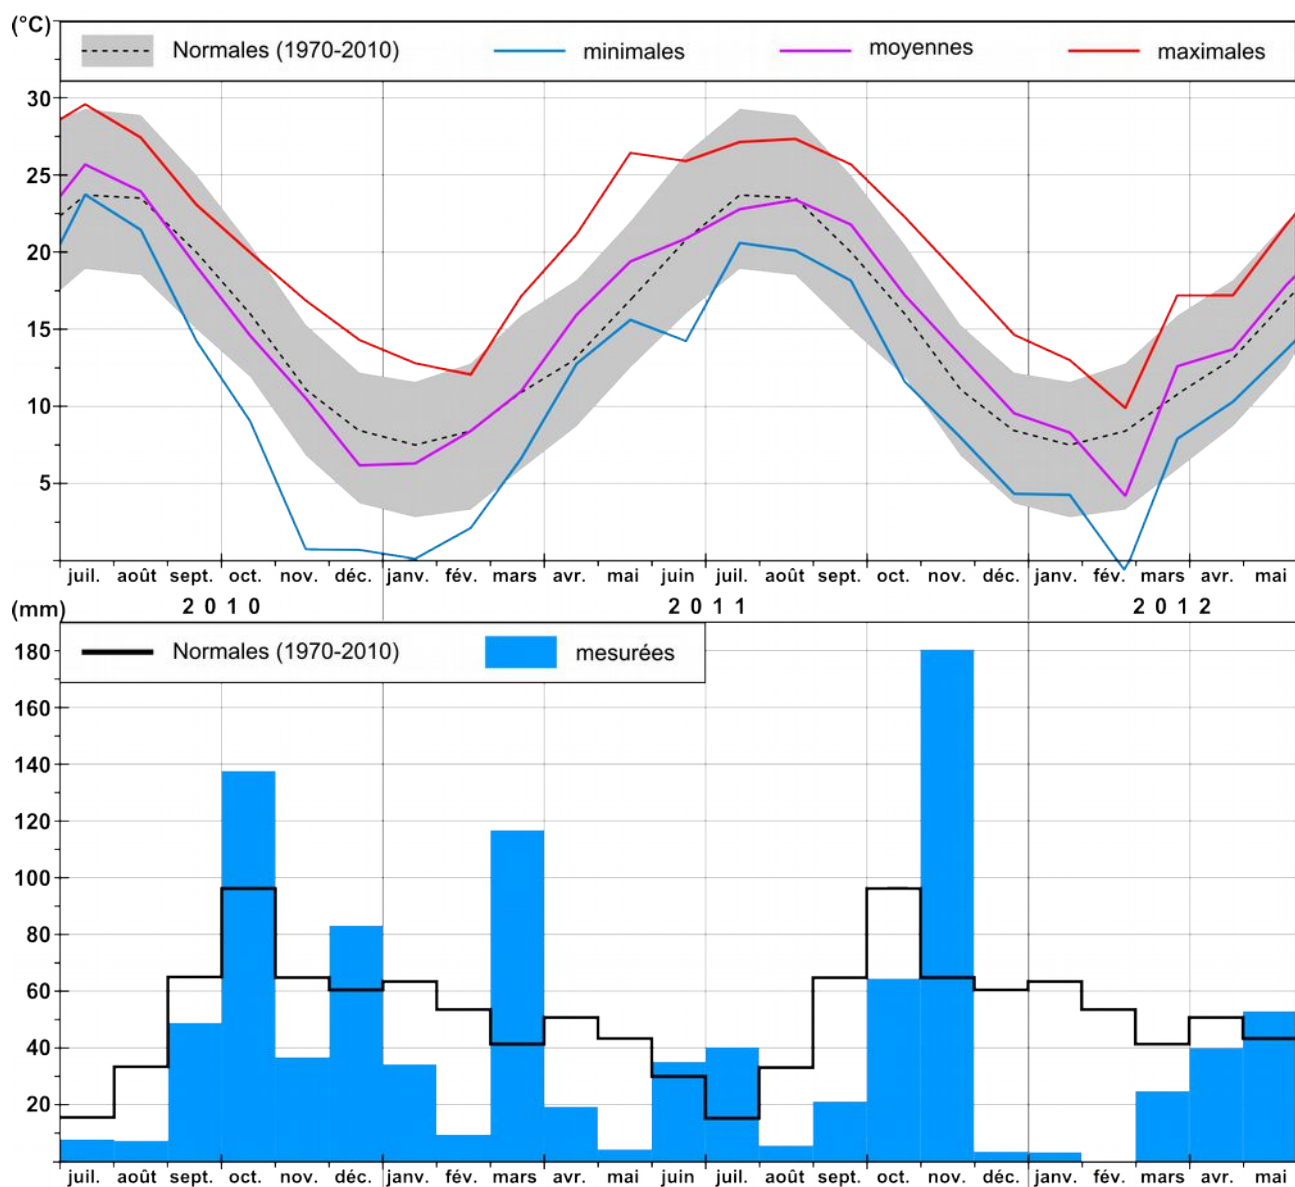 (°C)
Normales (1970-2010) minimales moyennes maximales
30
25
20
15
10
5
juil. août sept. oct. nov. déc. janv. fév. mars avr. mai juin juil. août sept. oct. nov. déc. janv. fév. mars avr. mai
2010 2011 2012
(mm)
Normales (1970-2010) mesurées
180
160
140
120
100
80
60
40
20
juil. août sept. oct. nov. déc. janv. fév. mars avr. mai juin juil. août sept. oct. nov. déc. janv. fév. mars avr. mai